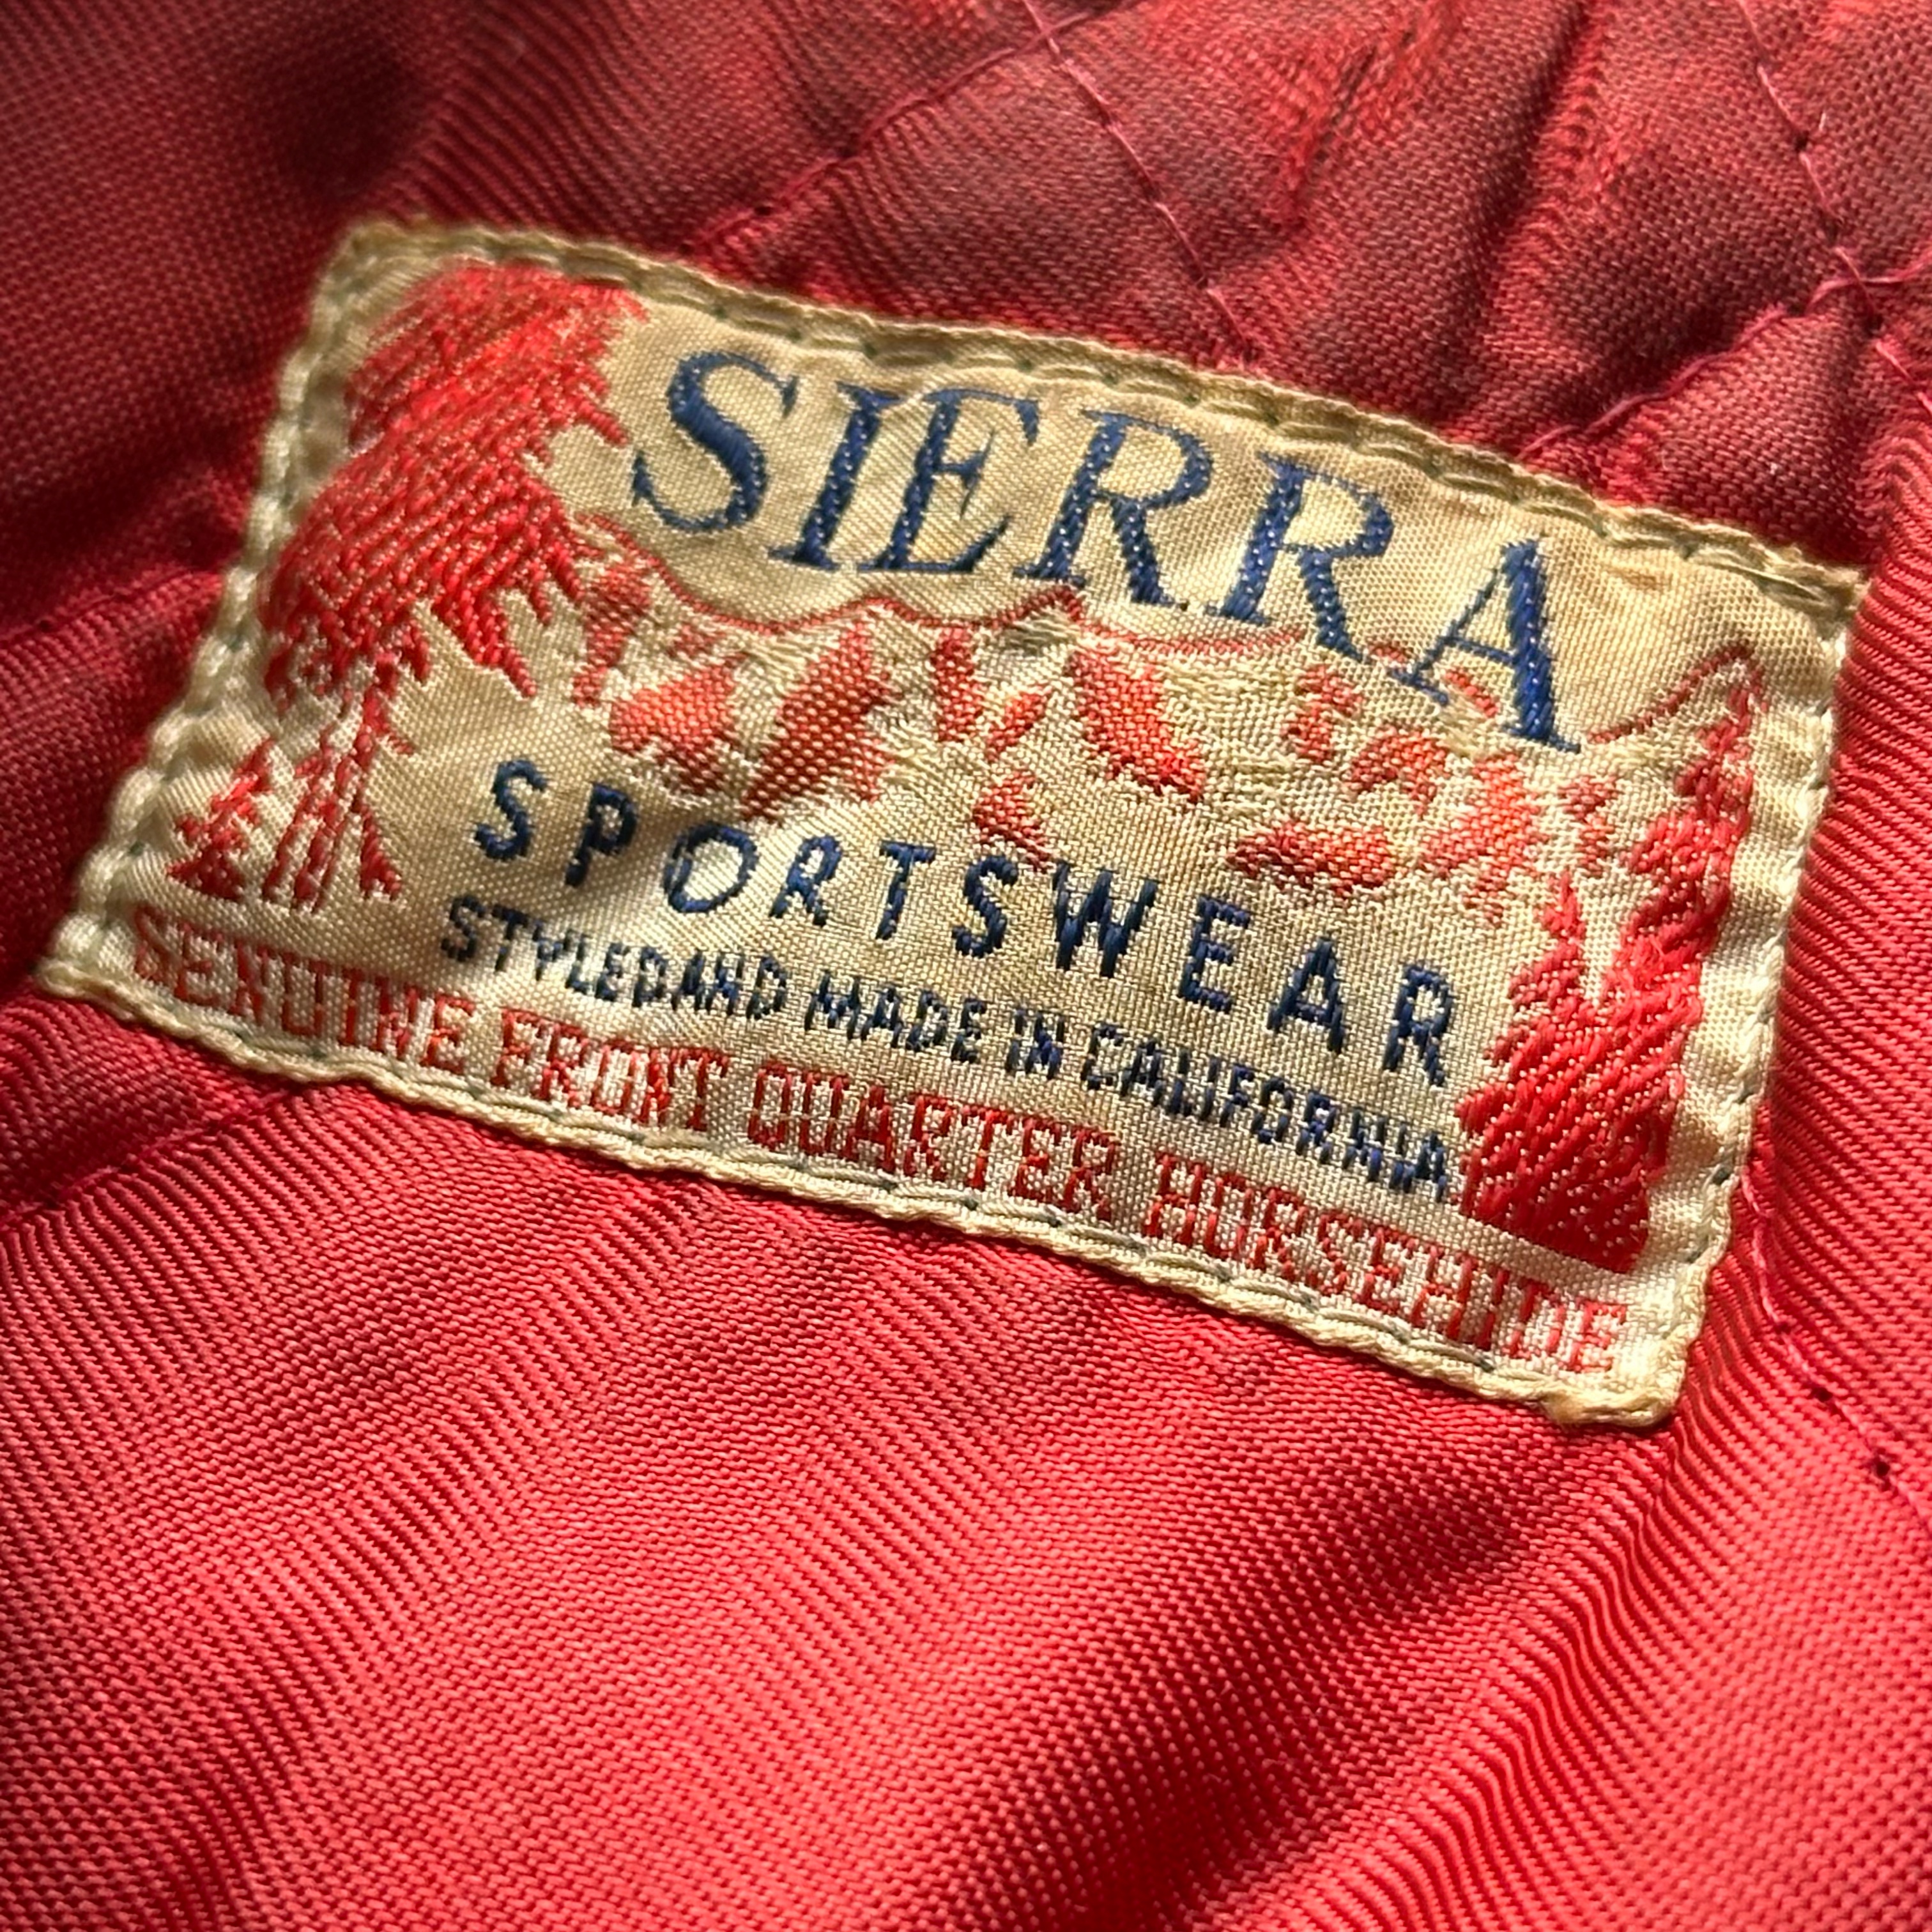 SIERRA
SPORTSWEAR
STYLED AND MADE IN CALIFORNIA
GENUINE FRONT QUARTER HORSEHIDE